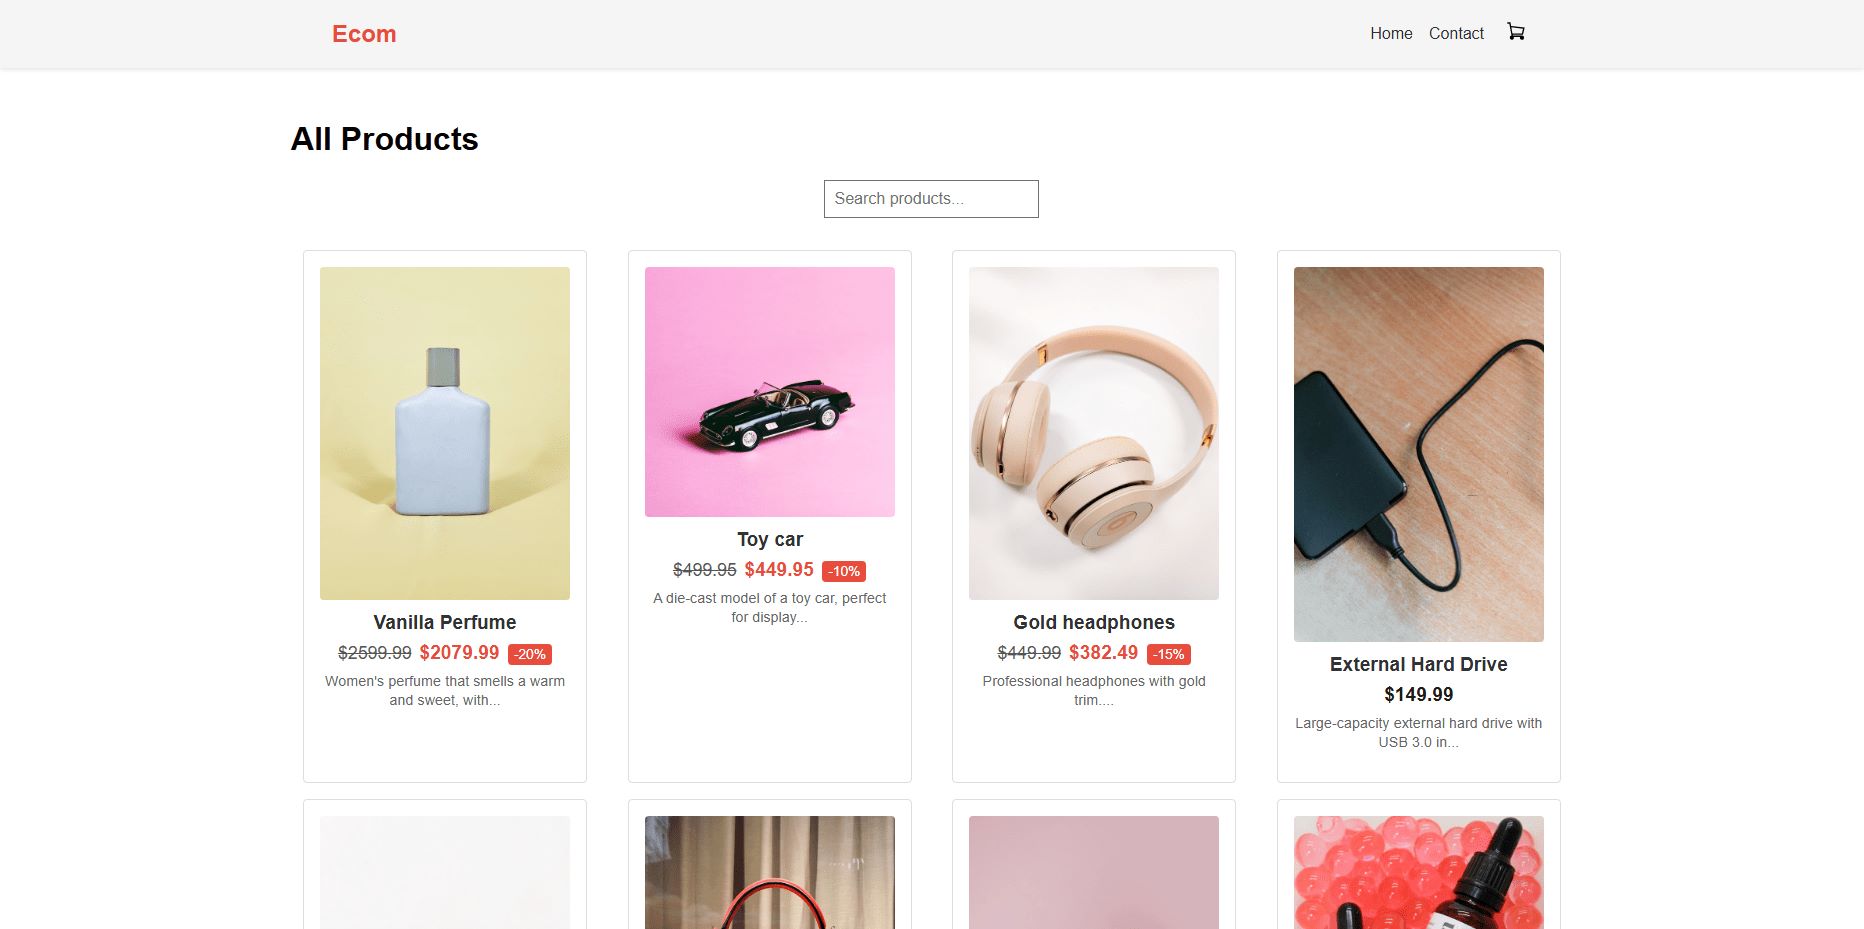 Ecom
Home Contact
All Products
Search products...
Vanilla Perfume
$2599.99 $2079.99 -20%
Women's perfume that smells a warm
and sweet, with...
Toy car
$499.95 $449.95 -10%
A die-cast model of a toy car, perfect
for display...
Gold headphones
$449.99 $382.49 -15%
Professional headphones with gold
trim....
External Hard Drive
$149.99
Large-capacity external hard drive with
USB 3.0 in...